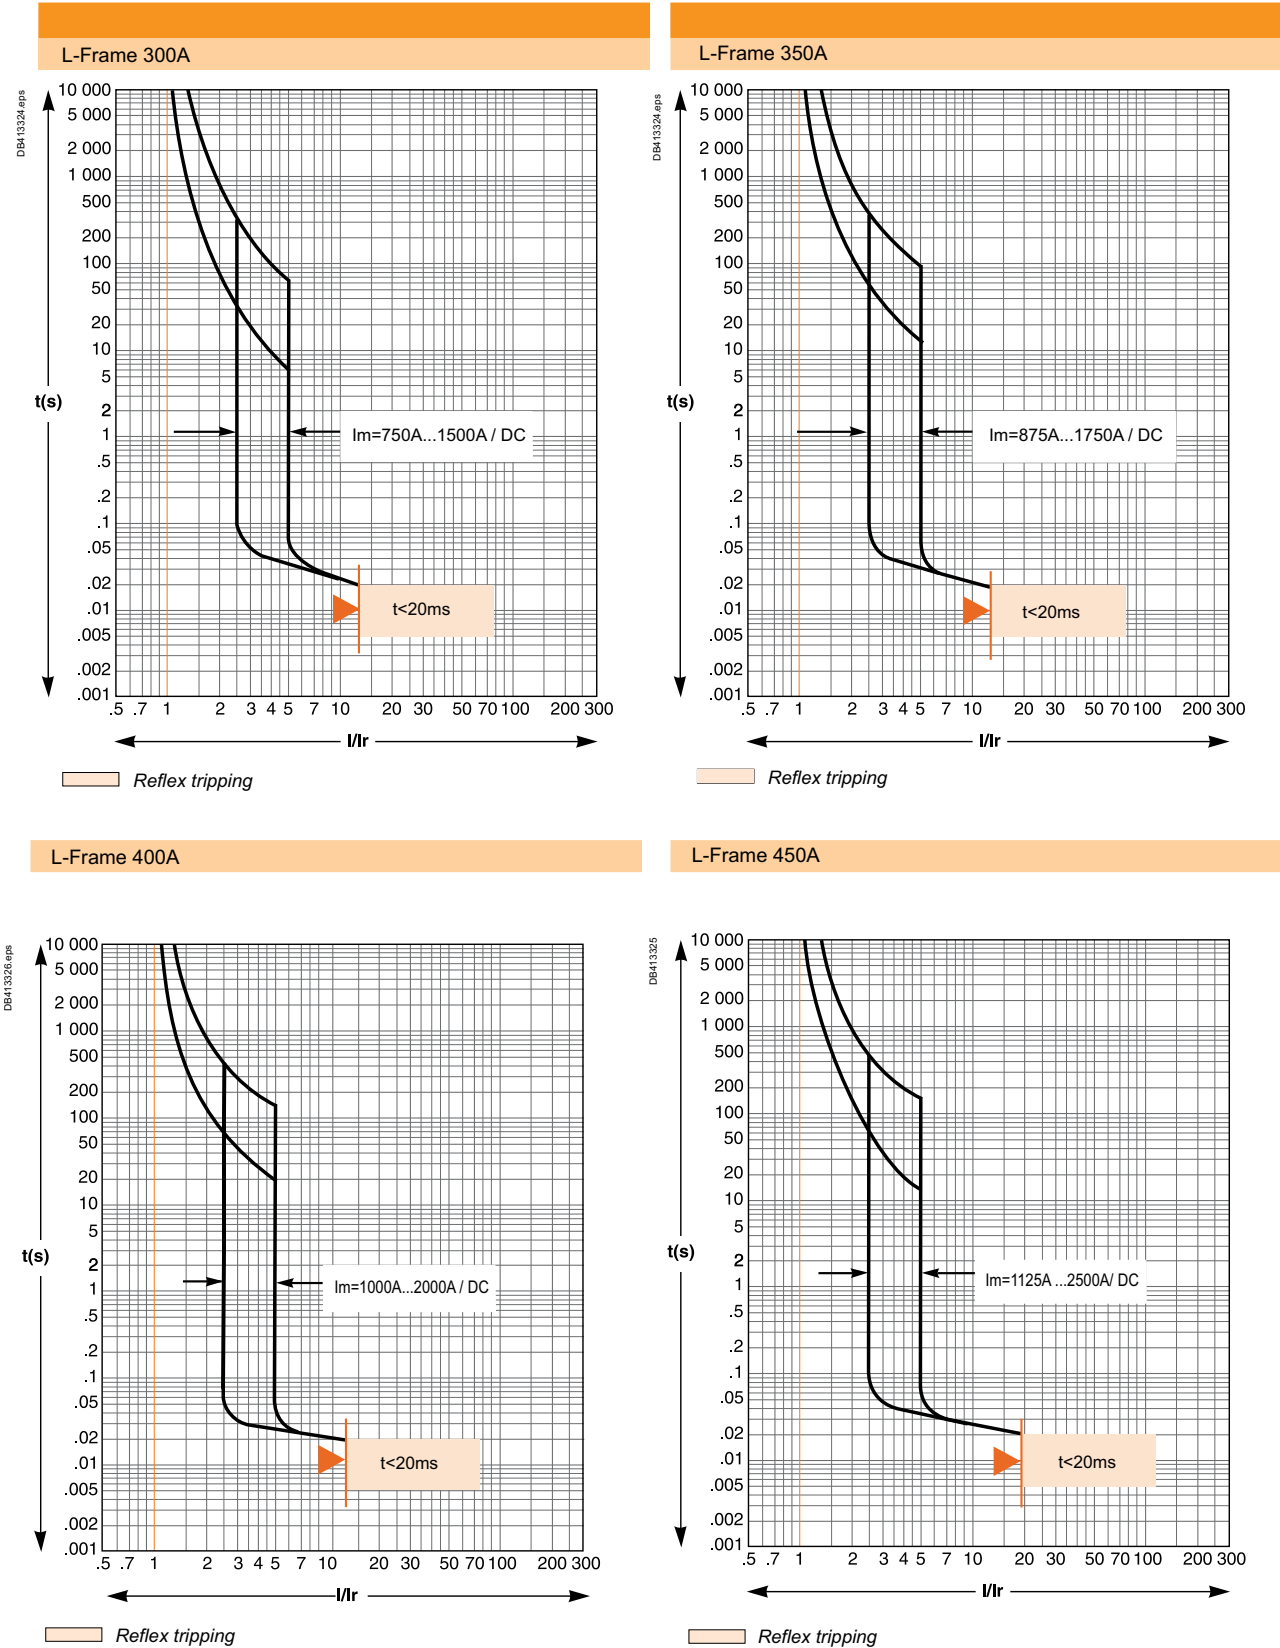 L-Frame 300A
DB413324.eps
10 000
5 000
2 000
1 000
500
200
100
50
20
10
5
2
1
.5
.2
.1
.05
.02
.01
.005
.002
.001
t(s)
Im=750A...1500A / DC
t<20ms
.5 .7 1 2 3 4 5 7 10 20 30 50 70 100 200 300
I/Ir
Reflex tripping
L-Frame 350A
DB413324.eps
10 000
5 000
2 000
1 000
500
200
100
50
20
10
5
2
1
.5
.2
.1
.05
.02
.01
.005
.002
.001
t(s)
Im=875A...1750A / DC
t<20ms
.5 .7 1 2 3 4 5 7 10 20 30 50 70 100 200 300
I/Ir
Reflex tripping
L-Frame 400A
DB413326.eps
10 000
5 000
2 000
1 000
500
200
100
50
20
10
5
2
1
.5
.2
.1
.05
.02
.01
.005
.002
.001
t(s)
Im=1000A...2000A / DC
t<20ms
.5 .7 1 2 3 4 5 7 10 20 30 50 70 100 200 300
I/Ir
Reflex tripping
L-Frame 450A
DB413325
10 000
5 000
2 000
1 000
500
200
100
50
20
10
5
2
1
.5
.2
.1
.05
.02
.01
.005
.002
.001
t(s)
Im=1125A ...2500A/ DC
t<20ms
.5 .7 1 2 3 4 5 7 10 20 30 50 70 100 200 300
I/Ir
Reflex tripping